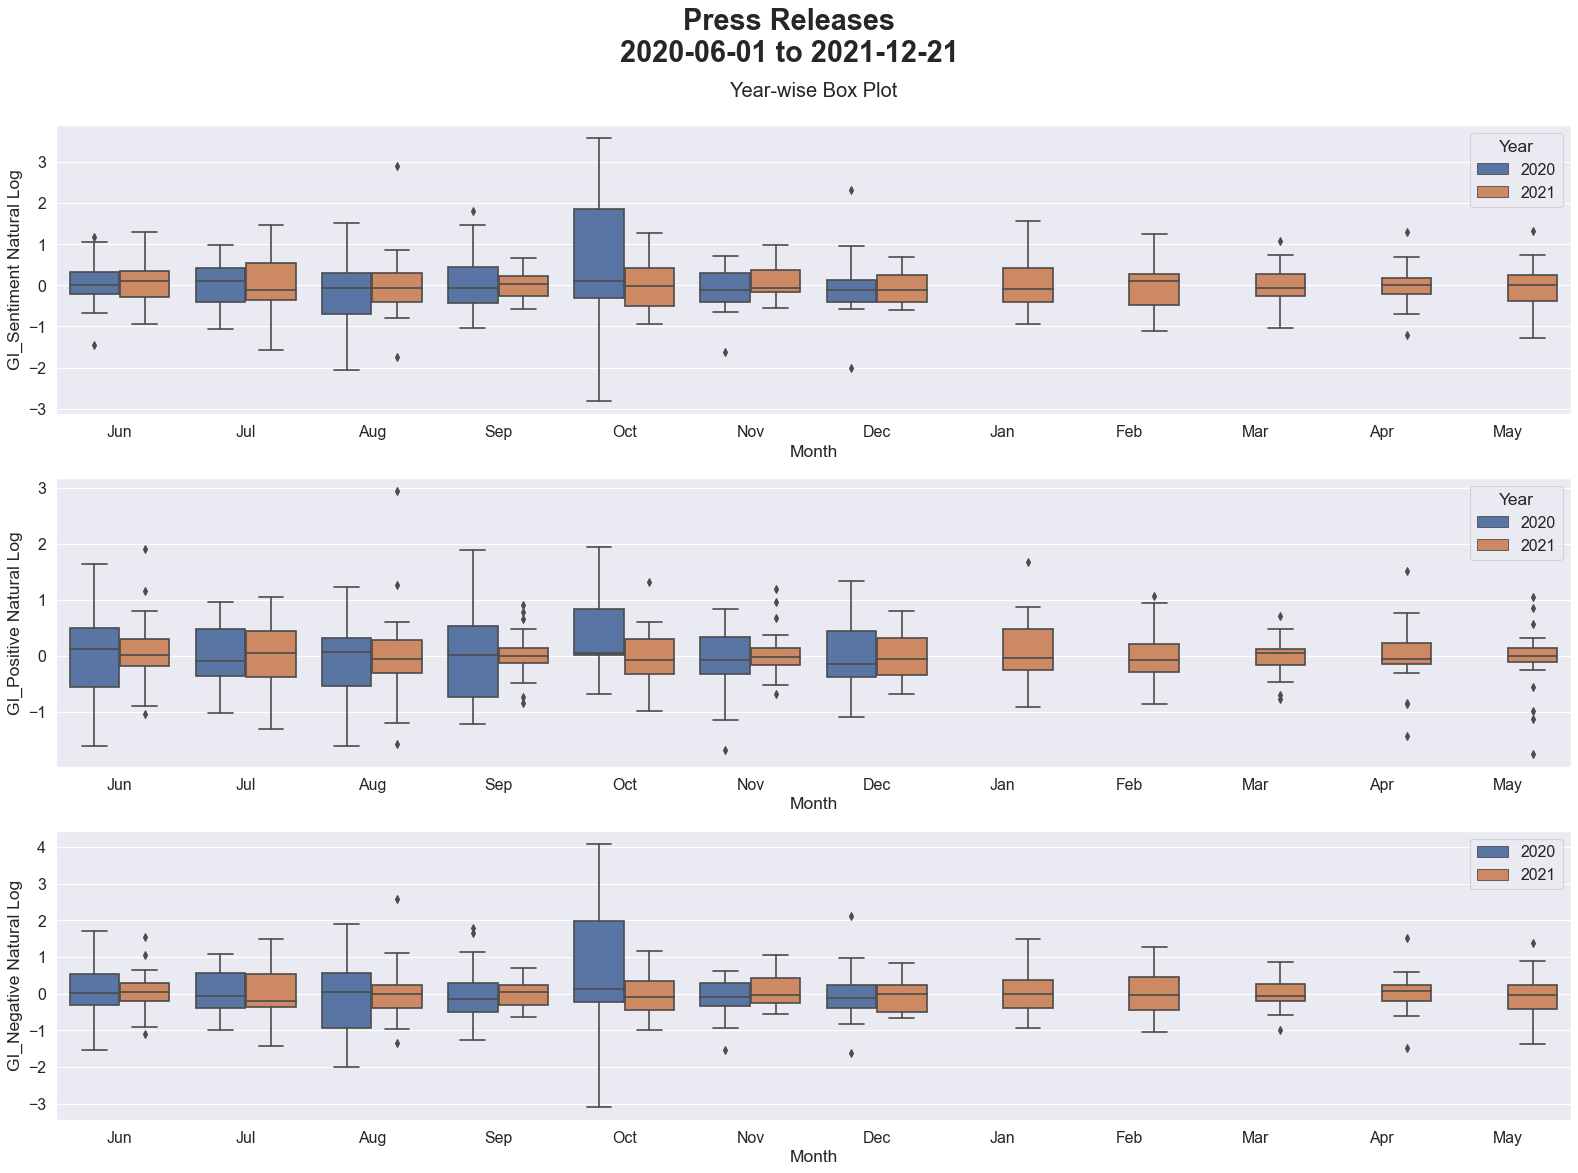 Press Releases
2020-06-01 to 2021-12-21
Year-wise Box Plot
GI_Sentiment Natural Log
3
2
1
0
−1
−2
−3
Year
2020
2021
Jun Jul Aug Sep Oct Nov Dec Jan Feb Mar Apr May
Month
GI_Positive Natural Log
3
2
1
0
−1
Year
2020
2021
Jun Jul Aug Sep Oct Nov Dec Jan Feb Mar Apr May
Month
GI_Negative Natural Log
4
3
2
1
0
−1
−2
−3
2020
2021
Jun Jul Aug Sep Oct Nov Dec Jan Feb Mar Apr May
Month